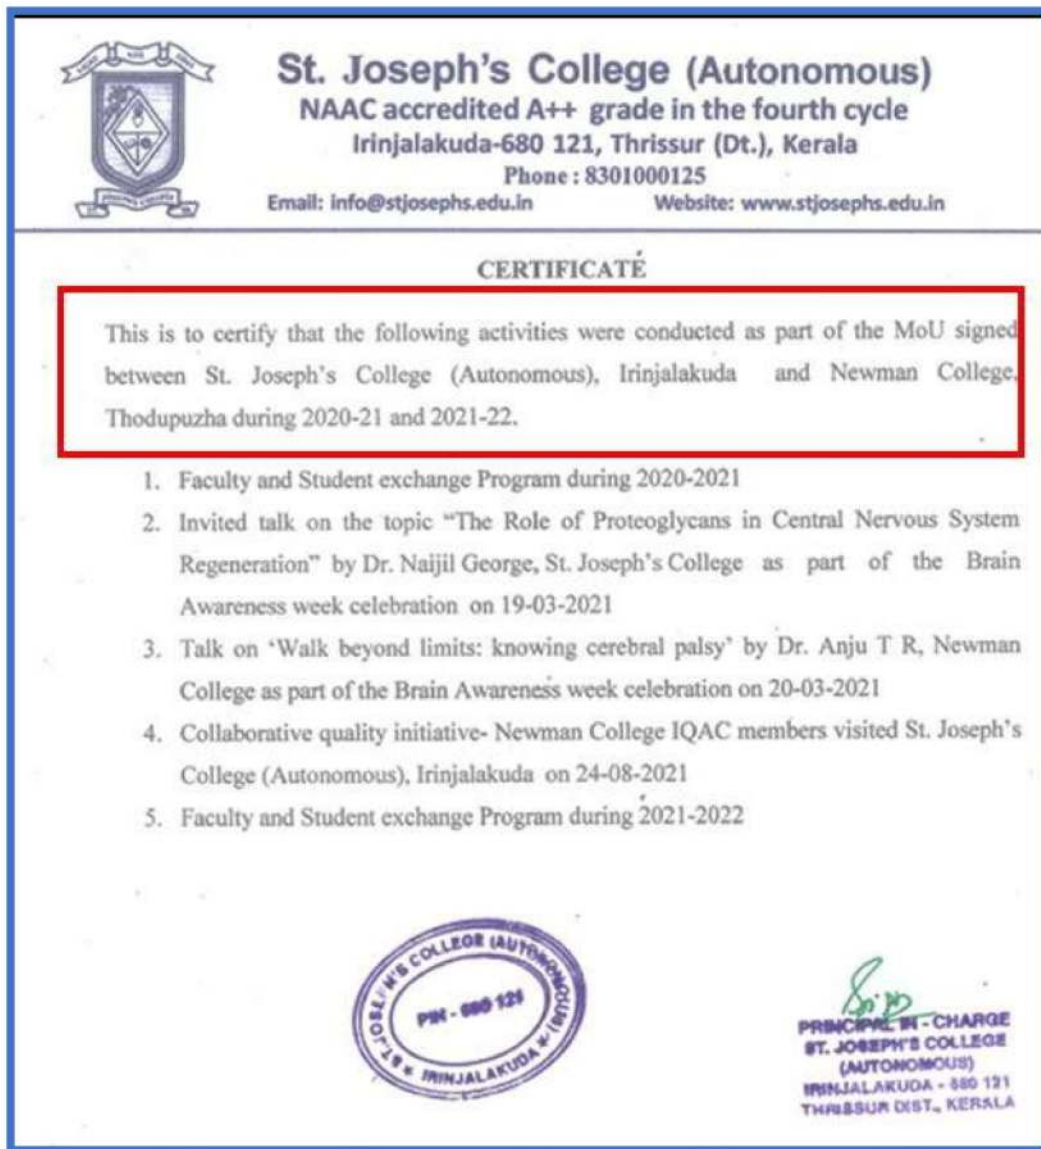 St. Joseph's College (Autonomous)
NAAC accredited A++ grade in the fourth cycle
Irinjalakuda-680 121, Thrissur (Dt.), Kerala
Phone : 8301000125
Email: info@stjosephs.edu.in Website: www.stjosephs.edu.in
CERTIFICATE
This is to certify that the following activities were conducted as part of the MoU signed
between St. Joseph's College (Autonomous), Irinjalakuda and Newman College,
Thodupuzha during 2020-21 and 2021-22.
1. Faculty and Student exchange Program during 2020-2021
2. Invited talk on the topic “The Role of Proteoglycans in Central Nervous System
Regeneration” by Dr. Naijil George, St. Joseph's College as part of the Brain
Awareness week celebration on 19-03-2021
3. Talk on ‘Walk beyond limits: knowing cerebral palsy’ by Dr. Anju T R, Newman
College as part of the Brain Awareness week celebration on 20-03-2021
4. Collaborative quality initiative- Newman College IQAC members visited St. Joseph's
College (Autonomous), Irinjalakuda on 24-08-2021
5. Faculty and Student exchange Program during 2021-2022
ST. JOSEPH'S COLLEGE (AUTONOMOUS)
PIN - 680 121
IRINJALAKUDA
PRINCIPAL IN - CHARGE
ST. JOSEPH'S COLLEGE
(AUTONOMOUS)
IRINJALAKUDA - 680 121
THRISSUR DIST., KERALA